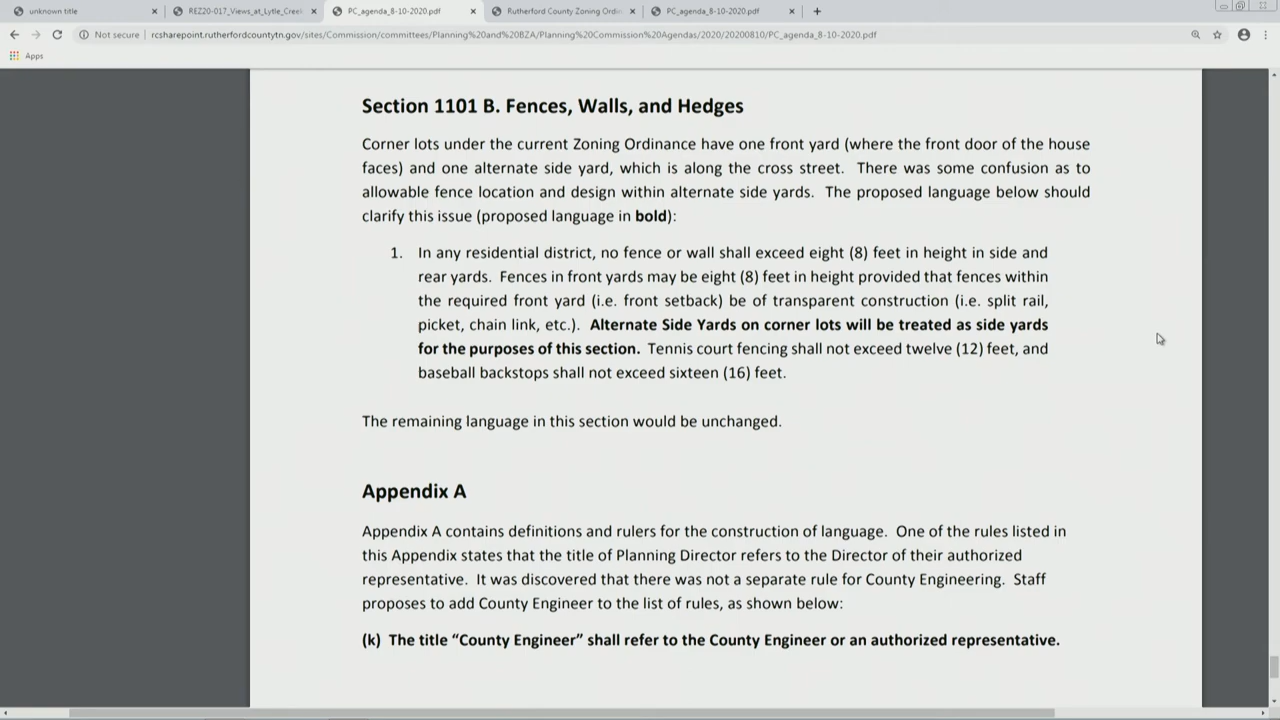 unknown title
REZ20-017_Views_at_Lytle_Creek
PC_agenda_8-10-2020.pdf
Rutherford County Zoning Ordin
PC_agenda_8-10-2020.pdf
Not secure | rcsharepoint.rutherfordcountytn.gov/sites/Commission/committees/Planning%20and%20BZA/Planning%20Commission%20Agendas/2020/20200810/PC_agenda_8-10-2020.pdf
Apps
Section 1101 B. Fences, Walls, and Hedges
Corner lots under the current Zoning Ordinance have one front yard (where the front door of the house
faces) and one alternate side yard, which is along the cross street. There was some confusion as to
allowable fence location and design within alternate side yards. The proposed language below should
clarify this issue (proposed language in bold):
1. In any residential district, no fence or wall shall exceed eight (8) feet in height in side and
rear yards. Fences in front yards may be eight (8) feet in height provided that fences within
the required front yard (i.e. front setback) be of transparent construction (i.e. split rail,
picket, chain link, etc.). Alternate Side Yards on corner lots will be treated as side yards
for the purposes of this section. Tennis court fencing shall not exceed twelve (12) feet, and
baseball backstops shall not exceed sixteen (16) feet.
The remaining language in this section would be unchanged.
Appendix A
Appendix A contains definitions and rulers for the construction of language. One of the rules listed in
this Appendix states that the title of Planning Director refers to the Director of their authorized
representative. It was discovered that there was not a separate rule for County Engineering. Staff
proposes to add County Engineer to the list of rules, as shown below:
(k) The title “County Engineer” shall refer to the County Engineer or an authorized representative.